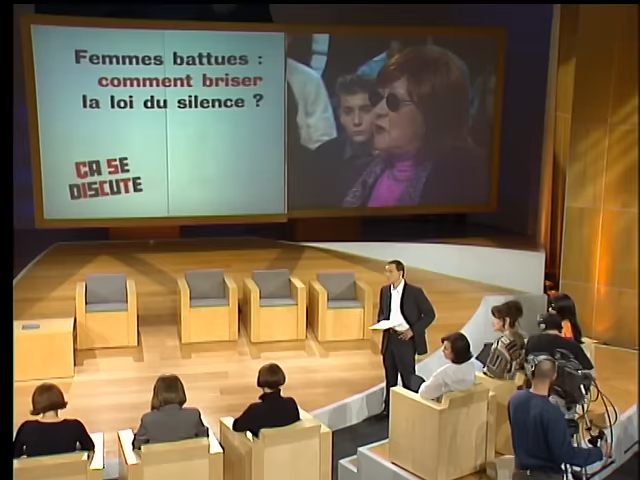 Femmes battues :
comment briser
la loi du silence ?
ÇA SE
DISCUTE